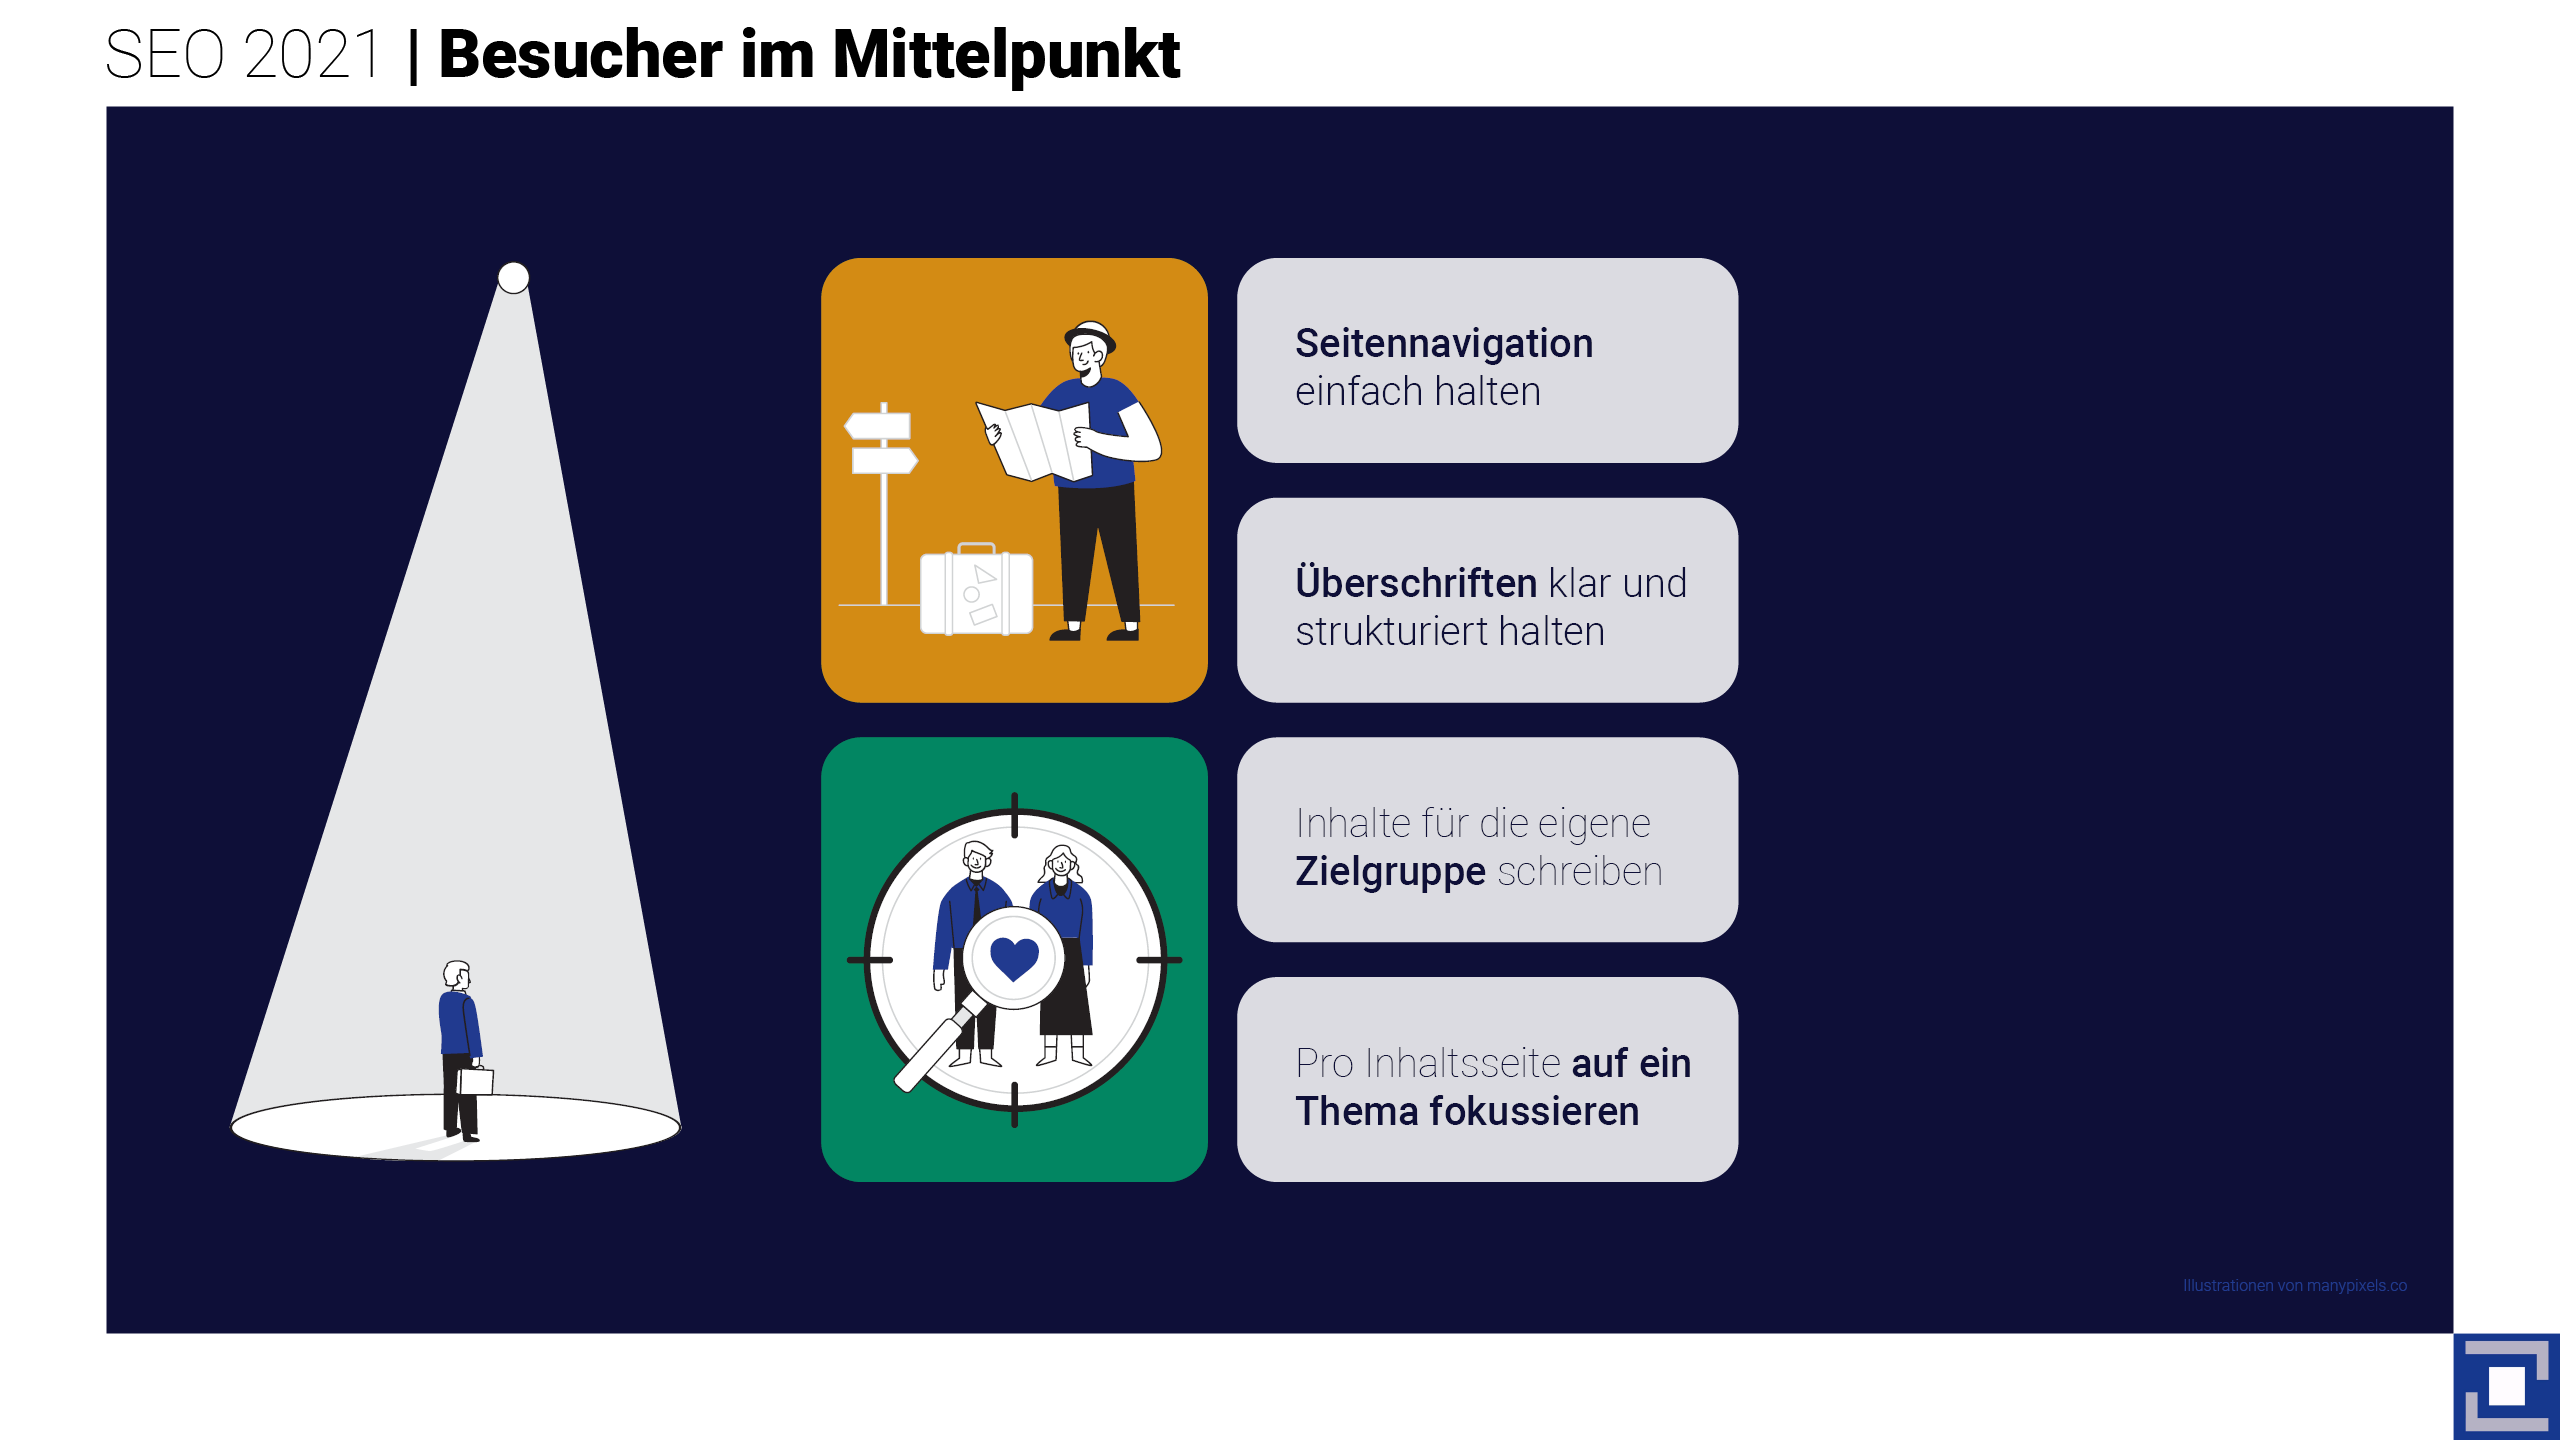 SEO 2021 | Besucher im Mittelpunkt
Seitennavigation
einfach halten
Überschriften klar und
strukturiert halten
Inhalte für die eigene
Zielgruppe schreiben
Pro Inhaltsseite auf ein
Thema fokussieren
Illustrationen von manypixels.co